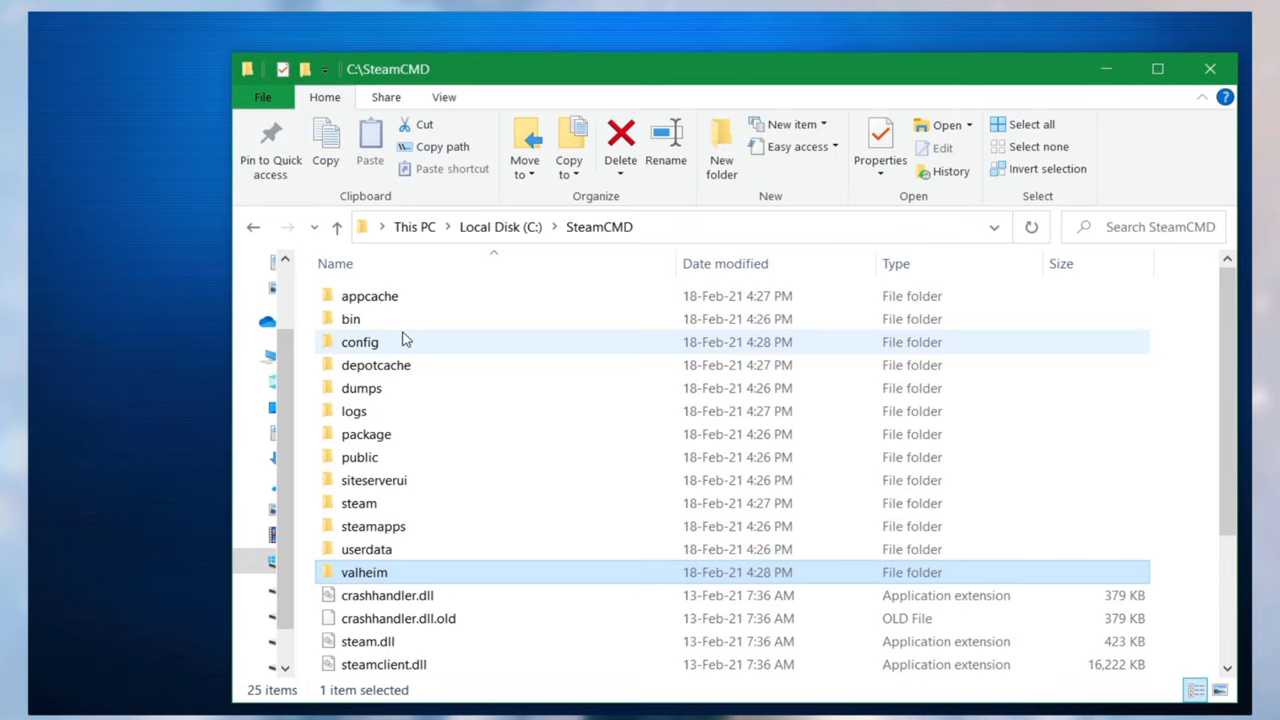 C:\SteamCMD
File Home Share View
Pin to Quick access
Copy
Paste
Cut
Copy path
Paste shortcut
Move to
Copy to
Delete
Rename
New folder
New item
Easy access
Properties
Open
Edit
History
Select all
Select none
Invert selection
Clipboard Organize New Open Select
This PC Local Disk (C:) SteamCMD Search SteamCMD
Name Date modified Type Size
appcache 18-Feb-21 4:27 PM File folder
bin 18-Feb-21 4:26 PM File folder
config 18-Feb-21 4:28 PM File folder
depotcache 18-Feb-21 4:27 PM File folder
dumps 18-Feb-21 4:26 PM File folder
logs 18-Feb-21 4:27 PM File folder
package 18-Feb-21 4:26 PM File folder
public 18-Feb-21 4:26 PM File folder
siteserverui 18-Feb-21 4:26 PM File folder
steam 18-Feb-21 4:27 PM File folder
steamapps 18-Feb-21 4:26 PM File folder
userdata 18-Feb-21 4:26 PM File folder
valheim 18-Feb-21 4:28 PM File folder
crashhandler.dll 13-Feb-21 7:36 AM Application extension 379 KB
crashhandler.dll.old 13-Feb-21 7:36 AM OLD File 379 KB
steam.dll 13-Feb-21 7:36 AM Application extension 423 KB
steamclient.dll 13-Feb-21 7:36 AM Application extension 16,222 KB
25 items 1 item selected